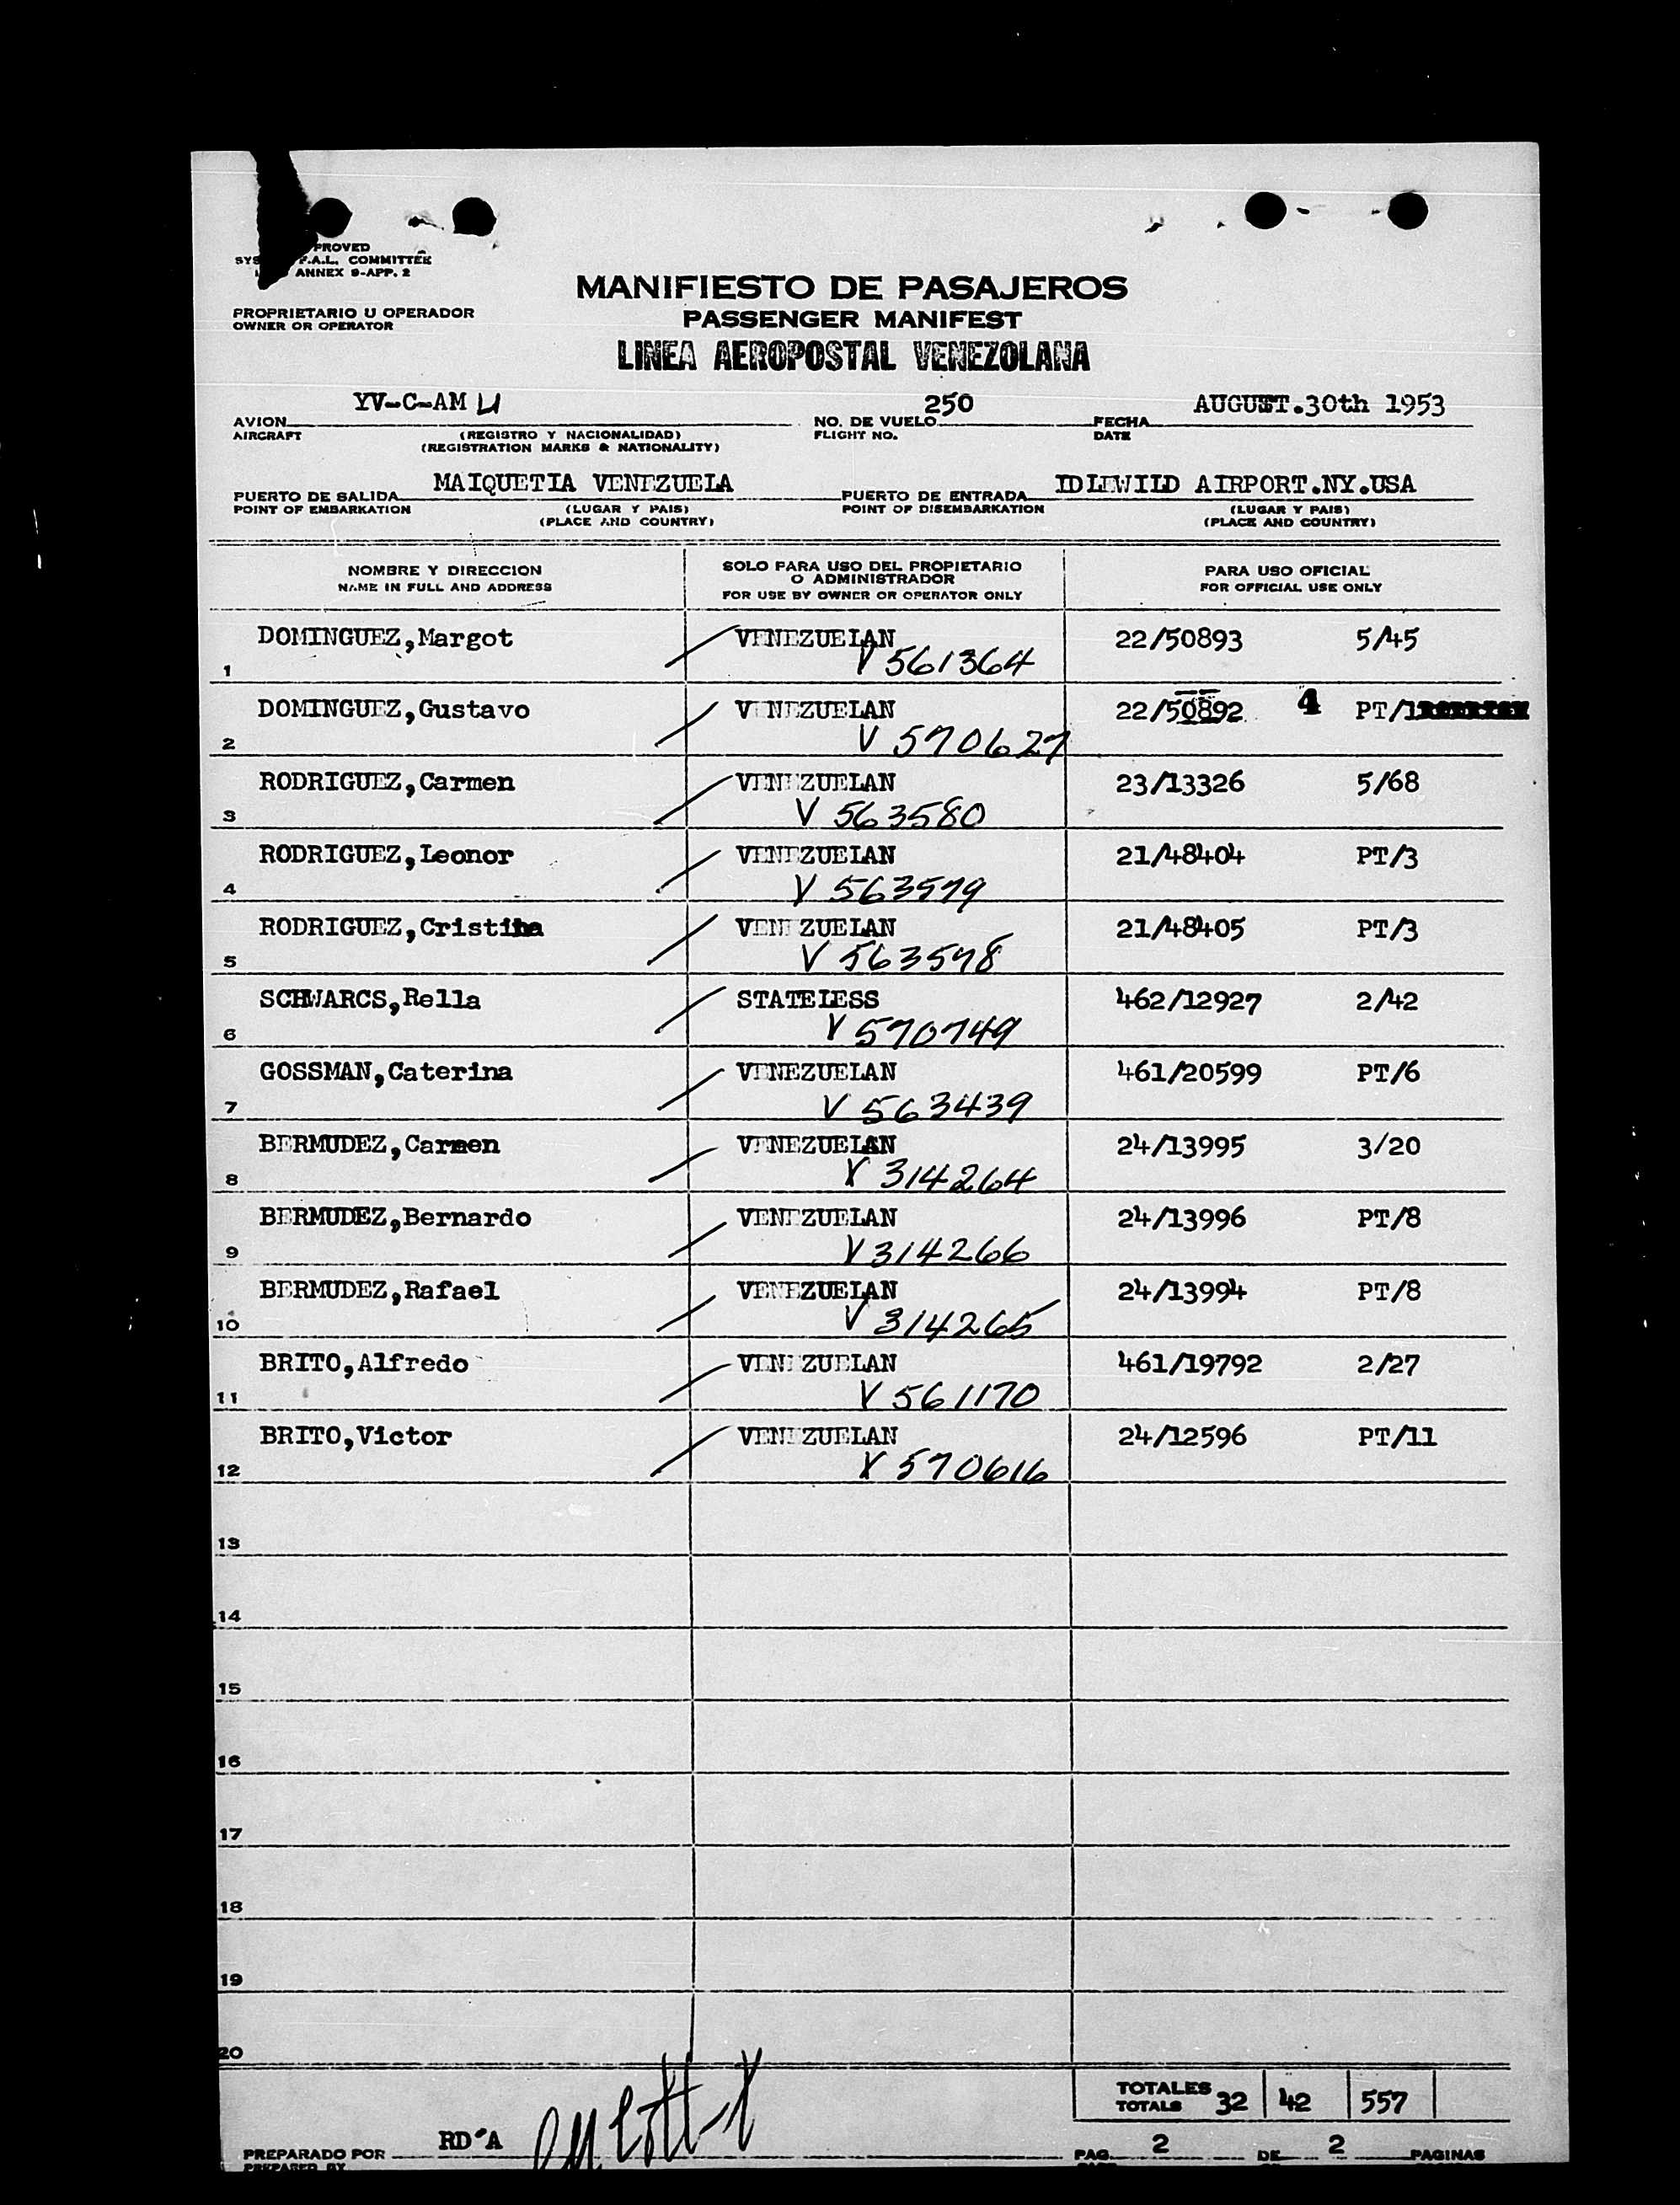 PROVED
F.A.L. COMMITTEE
ANNEX 9-APP. 2
MANIFIESTO DE PASAJEROS
PROPRIETARIO U OPERADOR
OWNER OR OPERATOR
PASSENGER MANIFEST
LINEA AEROPOSTAL VENEZOLANA
AVION YV-C-AM NO. DE VUELO 250 FECHA AUGUST.30th 1953
AIRCRAFT (REGISTRO Y NACIONALIDAD) FLIGHT NO. DATE
(REGISTRATION MARKS & NATIONALITY)
PUERTO DE SALIDA MAIQUETIA VENEZUELA PUERTO DE ENTRADA IDLEWILD AIRPORT.NY.USA
POINT OF EMBARKATION (LUGAR Y PAIS) POINT OF DISEMBARKATION (LUGAR Y PAIS)
(PLACE AND COUNTRY) (PLACE AND COUNTRY)
NOMBRE Y DIRECCION SOLO PARA USO DEL PROPIETARIO PARA USO OFICIAL
O ADMINISTRADOR
NAME IN FULL AND ADDRESS FOR USE BY OWNER OR OPERATOR ONLY FOR OFFICIAL USE ONLY
DOMINGUEZ,Margot VENEZUELAN 22/50893 5/45
1 V 561364
DOMINGUEZ,Gustavo VENEZUELAN 22/50892 4 PT/1
2 V 570627
RODRIGUEZ,Carmen VENEZUELAN 23/13326 5/68
3 V 563580
RODRIGUEZ,Leonor VENEZUELAN 21/48404 PT/3
4 V 563579
RODRIGUEZ,Cristina VENEZUELAN 21/48405 PT/3
5 V 563578
SCHWARCS,Rella STATELESS 462/12927 2/42
6 V 570749
GOSSMAN,Caterina VENEZUELAN 461/20599 PT/6
7 V 563439
BERMUDEZ,Carmen VENEZUELAN 24/13995 3/20
8 V 314264
BERMUDEZ,Bernardo VENEZUELAN 24/13996 PT/8
9 V 314266
BERMUDEZ,Rafael VENEZUELAN 24/13994 PT/8
10 V 314265
BRITO,Alfredo VENEZUELAN 461/19792 2/27
11 V 561170
BRITO,Victor VENEZUELAN 24/12596 PT/11
12 V 570616
13
14
15
16
17
18
19
20
TOTALES 32 42 557
TOTALS
PREPARADO POR RD'A PAG. 2 DE 2 PAGINAS
PREPARED BY